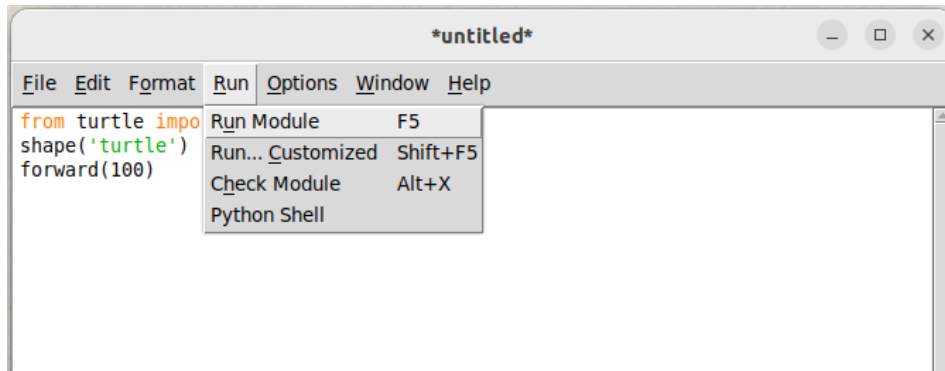 *untitled*
File Edit Format Run Options Window Help
from turtle impo
shape('turtle')
forward(100)
Run Module F5
Run... Customized Shift+F5
Check Module Alt+X
Python Shell